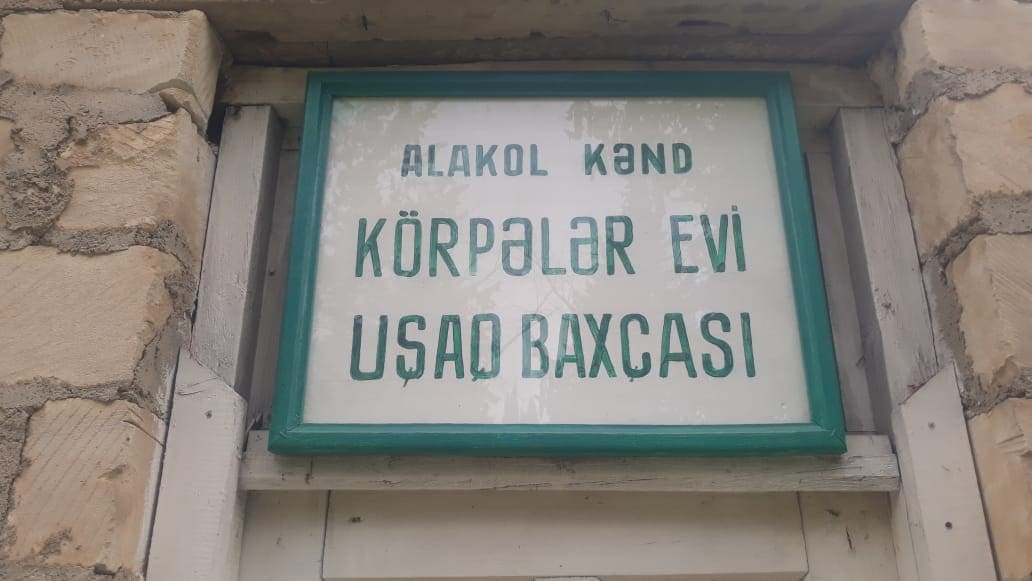 ALAKOL KƏND
KÖRPƏLƏR EVİ
UŞAQ BAXÇASI